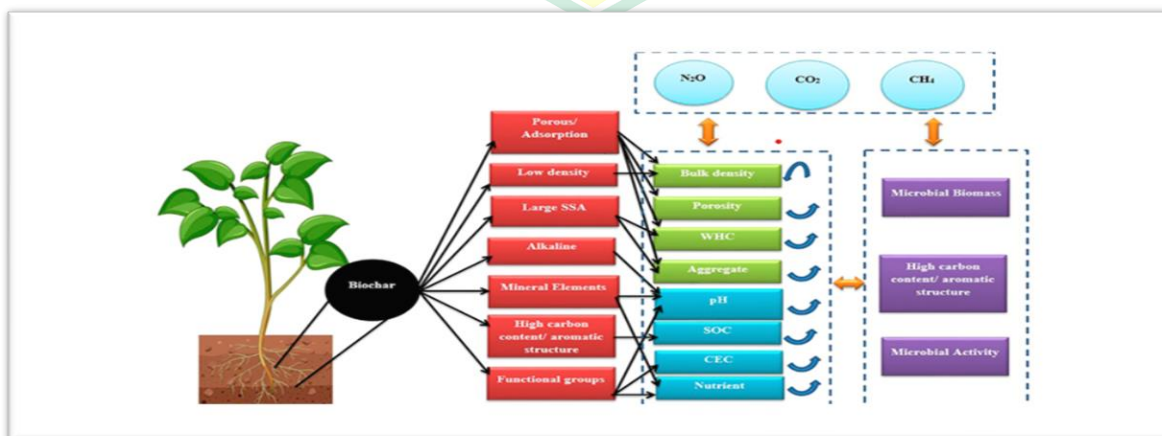 N₂O
CO₂
CH₄
Porous/
Adsorption
Low density
Large SSA
Alkaline
Mineral Elements
High carbon
content/ aromatic
structure
Functional groups
Biochar
Bulk density
Porosity
WHC
Aggregate
pH
SOC
CEC
Nutrient
Microbial Biomass
High carbon
content/ aromatic
structure
Microbial Activity